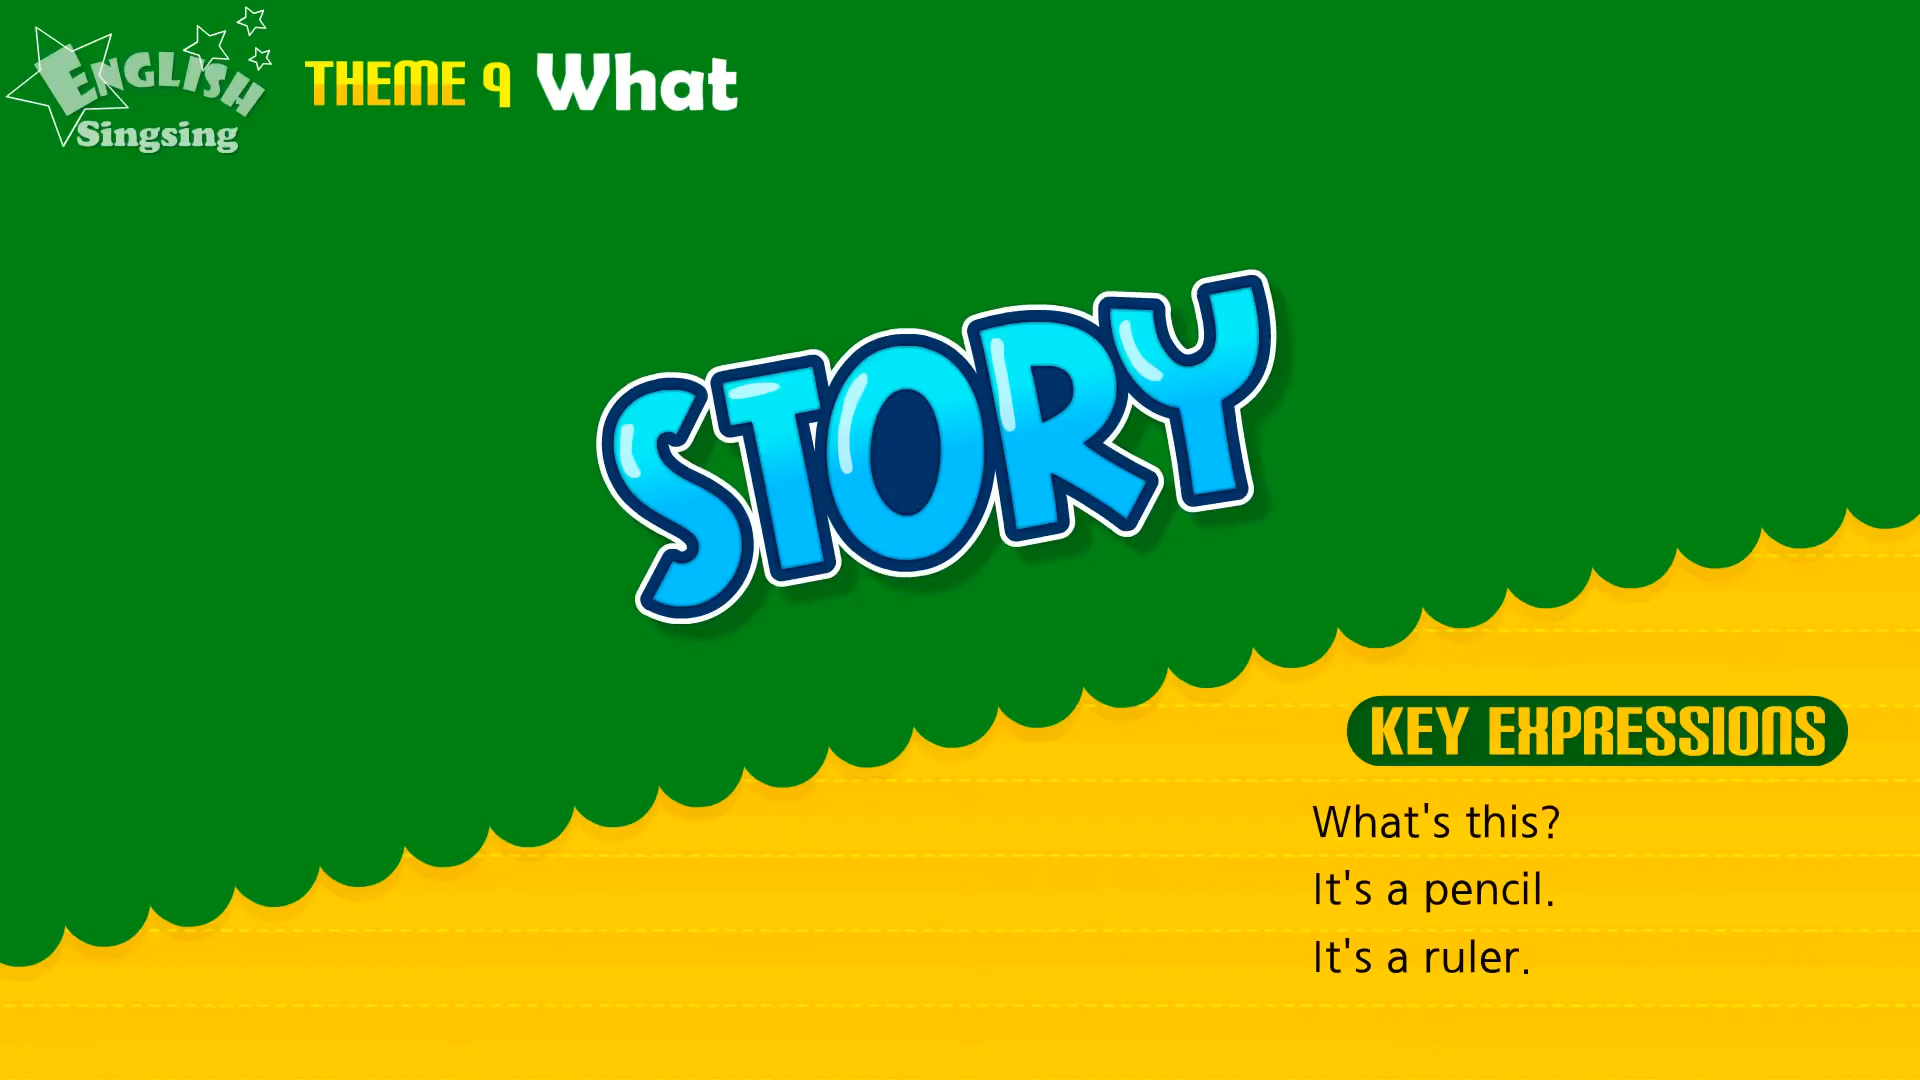 ENGLISH
Singsing
THEME 9 What
STORY
KEY EXPRESSIONS
What's this?
It's a pencil.
It's a ruler.